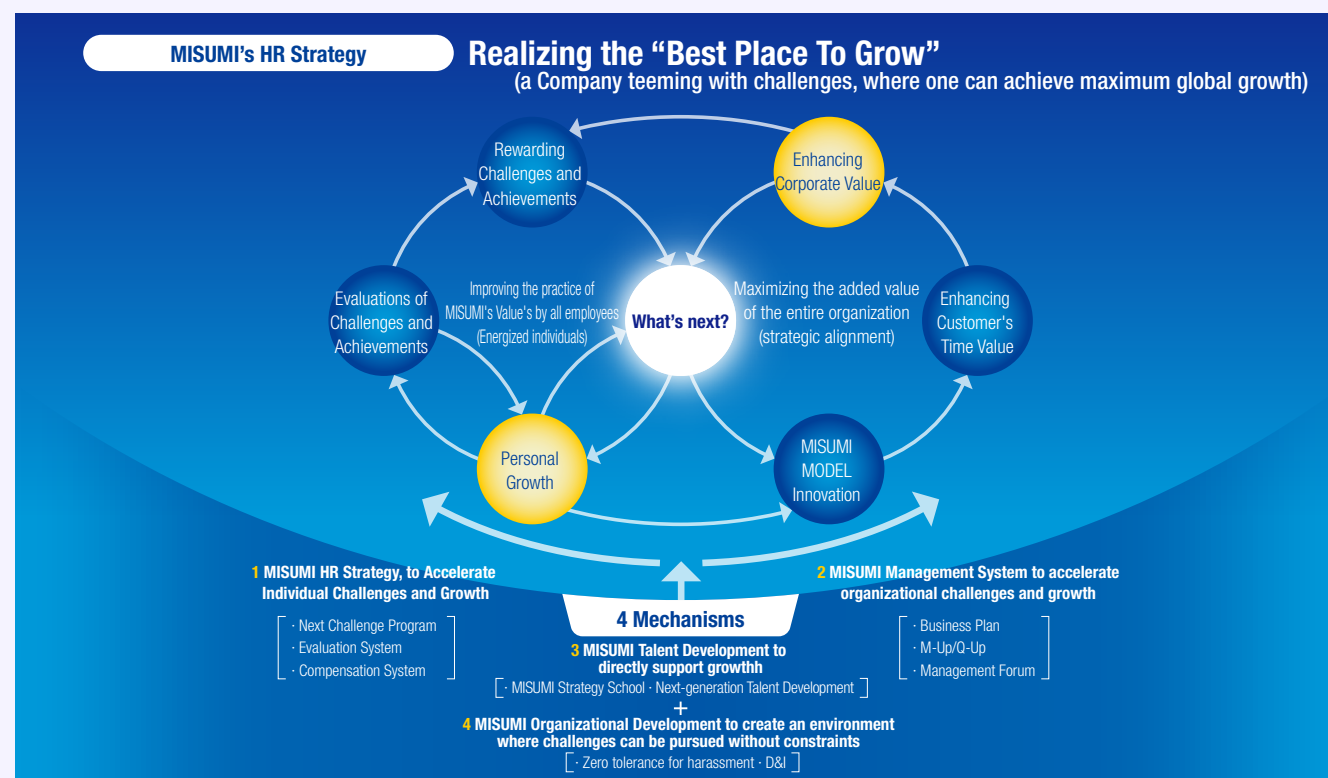 MISUMI's HR Strategy
Realizing the “Best Place To Grow”
(a Company teeming with challenges, where one can achieve maximum global growth)
Rewarding
Challenges and
Achievements
Enhancing
Corporate Value
Evaluations of
Challenges and
Achievements
Improving the practice of
MISUMI's Value's by all employees
(Energized individuals)
What's next?
Maximizing the added value
of the entire organization
(strategic alignment)
Enhancing
Customer's
Time Value
Personal
Growth
MISUMI
MODEL
Innovation
1 MISUMI HR Strategy, to Accelerate
Individual Challenges and Growth
· Next Challenge Program
· Evaluation System
· Compensation System
2 MISUMI Management System to accelerate
organizational challenges and growth
· Business Plan
· M-Up/Q-Up
· Management Forum
4 Mechanisms
3 MISUMI Talent Development to
directly support growthh
· MISUMI Strategy School · Next-generation Talent Development
+
4 MISUMI Organizational Development to create an environment
where challenges can be pursued without constraints
· Zero tolerance for harassment · D&I